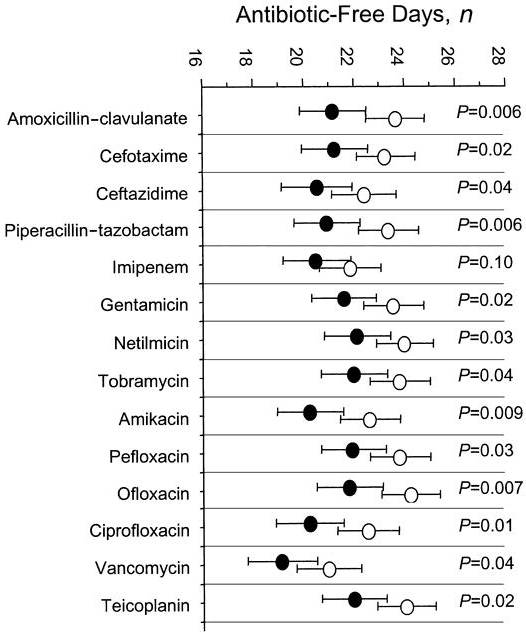 Antibiotic-Free Days, n
16 18 20 22 24 26 28
Amoxicillin-clavulanate P=0.006
Cefotaxime P=0.02
Ceftazidime P=0.04
Piperacillin-tazobactam P=0.006
Imipenem P=0.10
Gentamicin P=0.02
Netilmicin P=0.03
Tobramycin P=0.04
Amikacin P=0.009
Pefloxacin P=0.03
Ofloxacin P=0.007
Ciprofloxacin P=0.01
Vancomycin P=0.04
Teicoplanin P=0.02